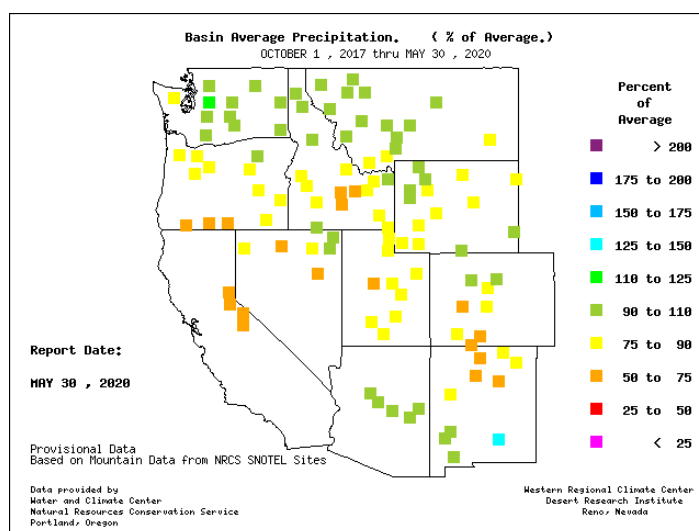 Basin Average Precipitation. ( % of Average.)
OCTOBER 1 , 2017 thru MAY 30 , 2020
Percent
of
Average
> 200
175 to 200
150 to 175
125 to 150
110 to 125
90 to 110
75 to 90
50 to 75
25 to 50
< 25
Report Date:
MAY 30 , 2020
Provisional Data
Based on Mountain Data from NRCS SNOTEL Sites
Data provided by
Water and Climate Center
Natural Resources Conservation Service
Portland, Oregon
Western Regional Climate Center
Desert Research Institute
Reno, Nevada